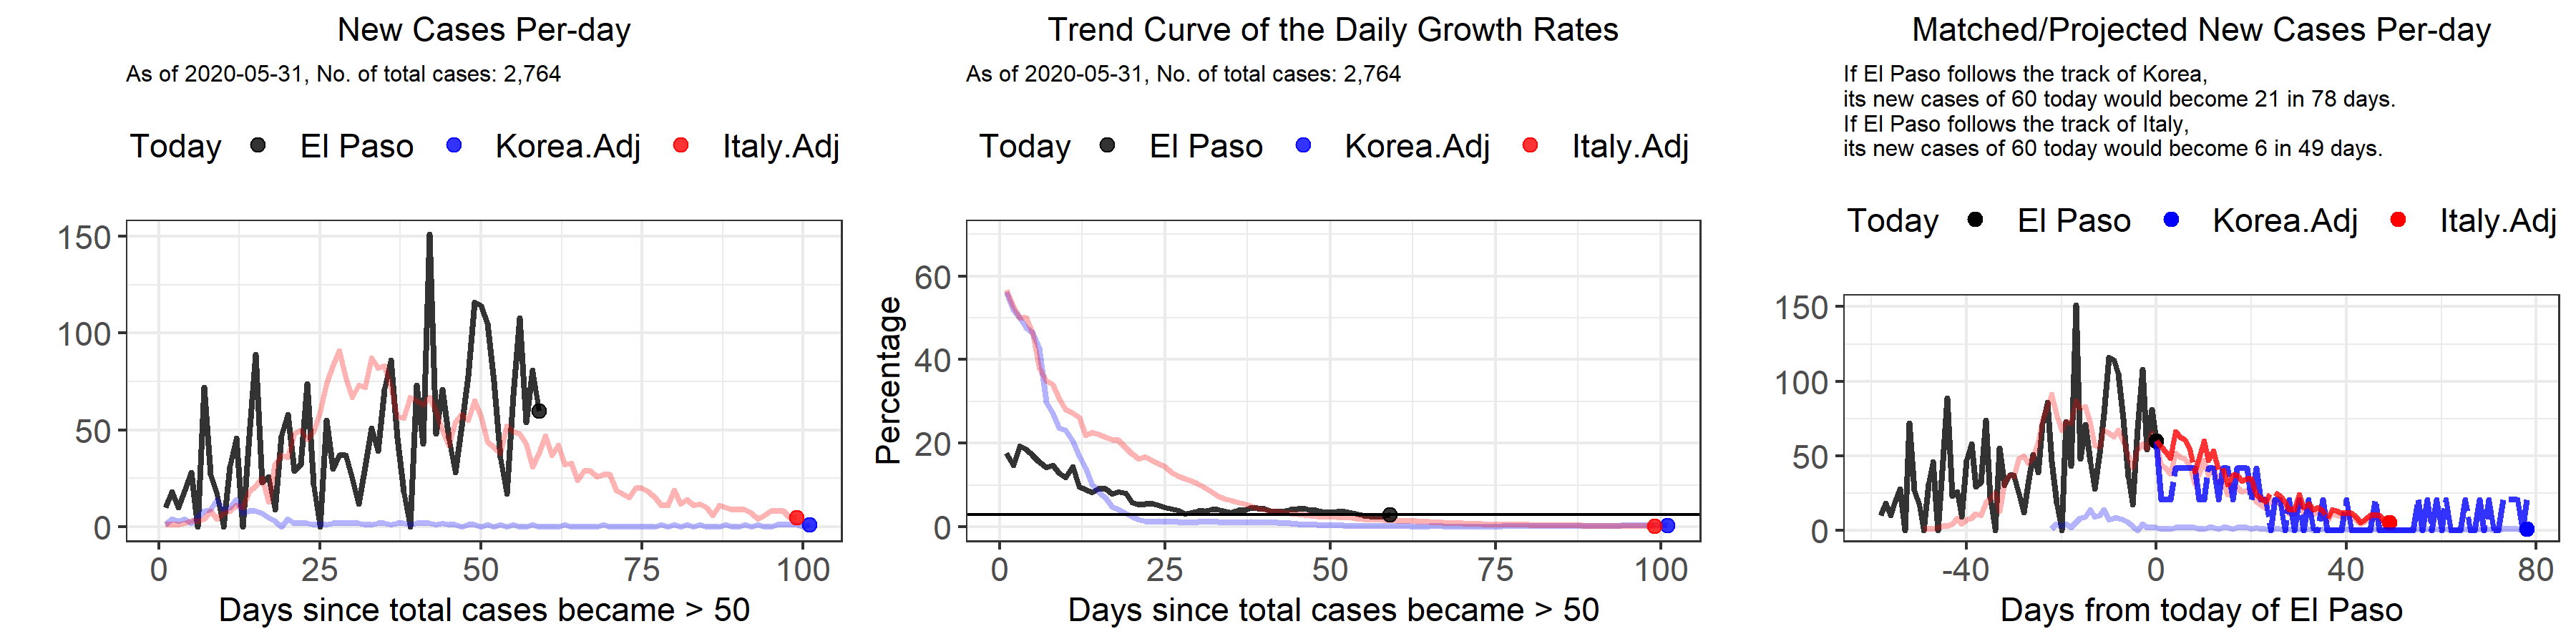 New Cases Per-day
As of 2020-05-31, No. of total cases: 2,764
Today El Paso Korea.Adj Italy.Adj
150
100
50
0
0 25 50 75 100
Days since total cases became > 50
Trend Curve of the Daily Growth Rates
As of 2020-05-31, No. of total cases: 2,764
Today El Paso Korea.Adj Italy.Adj
Percentage
60
40
20
0
0 25 50 75 100
Days since total cases became > 50
Matched/Projected New Cases Per-day
If El Paso follows the track of Korea,
its new cases of 60 today would become 21 in 78 days.
If El Paso follows the track of Italy,
its new cases of 60 today would become 6 in 49 days.
Today El Paso Korea.Adj Italy.Adj
150
100
50
0
-40 0 40 80
Days from today of El Paso